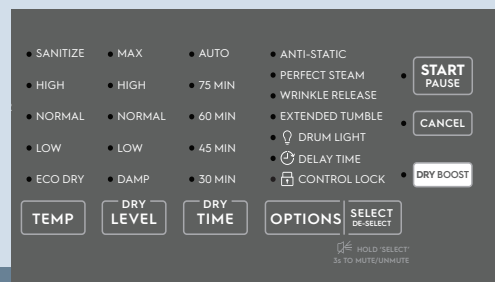 SANITIZE
HIGH
NORMAL
LOW
ECO DRY
TEMP
MAX
HIGH
NORMAL
LOW
DAMP
DRY
LEVEL
AUTO
75 MIN
60 MIN
45 MIN
30 MIN
DRY
TIME
ANTI-STATIC
PERFECT STEAM
WRINKLE RELEASE
EXTENDED TUMBLE
DRUM LIGHT
DELAY TIME
CONTROL LOCK
OPTIONS
SELECT
DE-SELECT
HOLD 'SELECT'
3s TO MUTE/UNMUTE
START
PAUSE
CANCEL
DRY BOOST